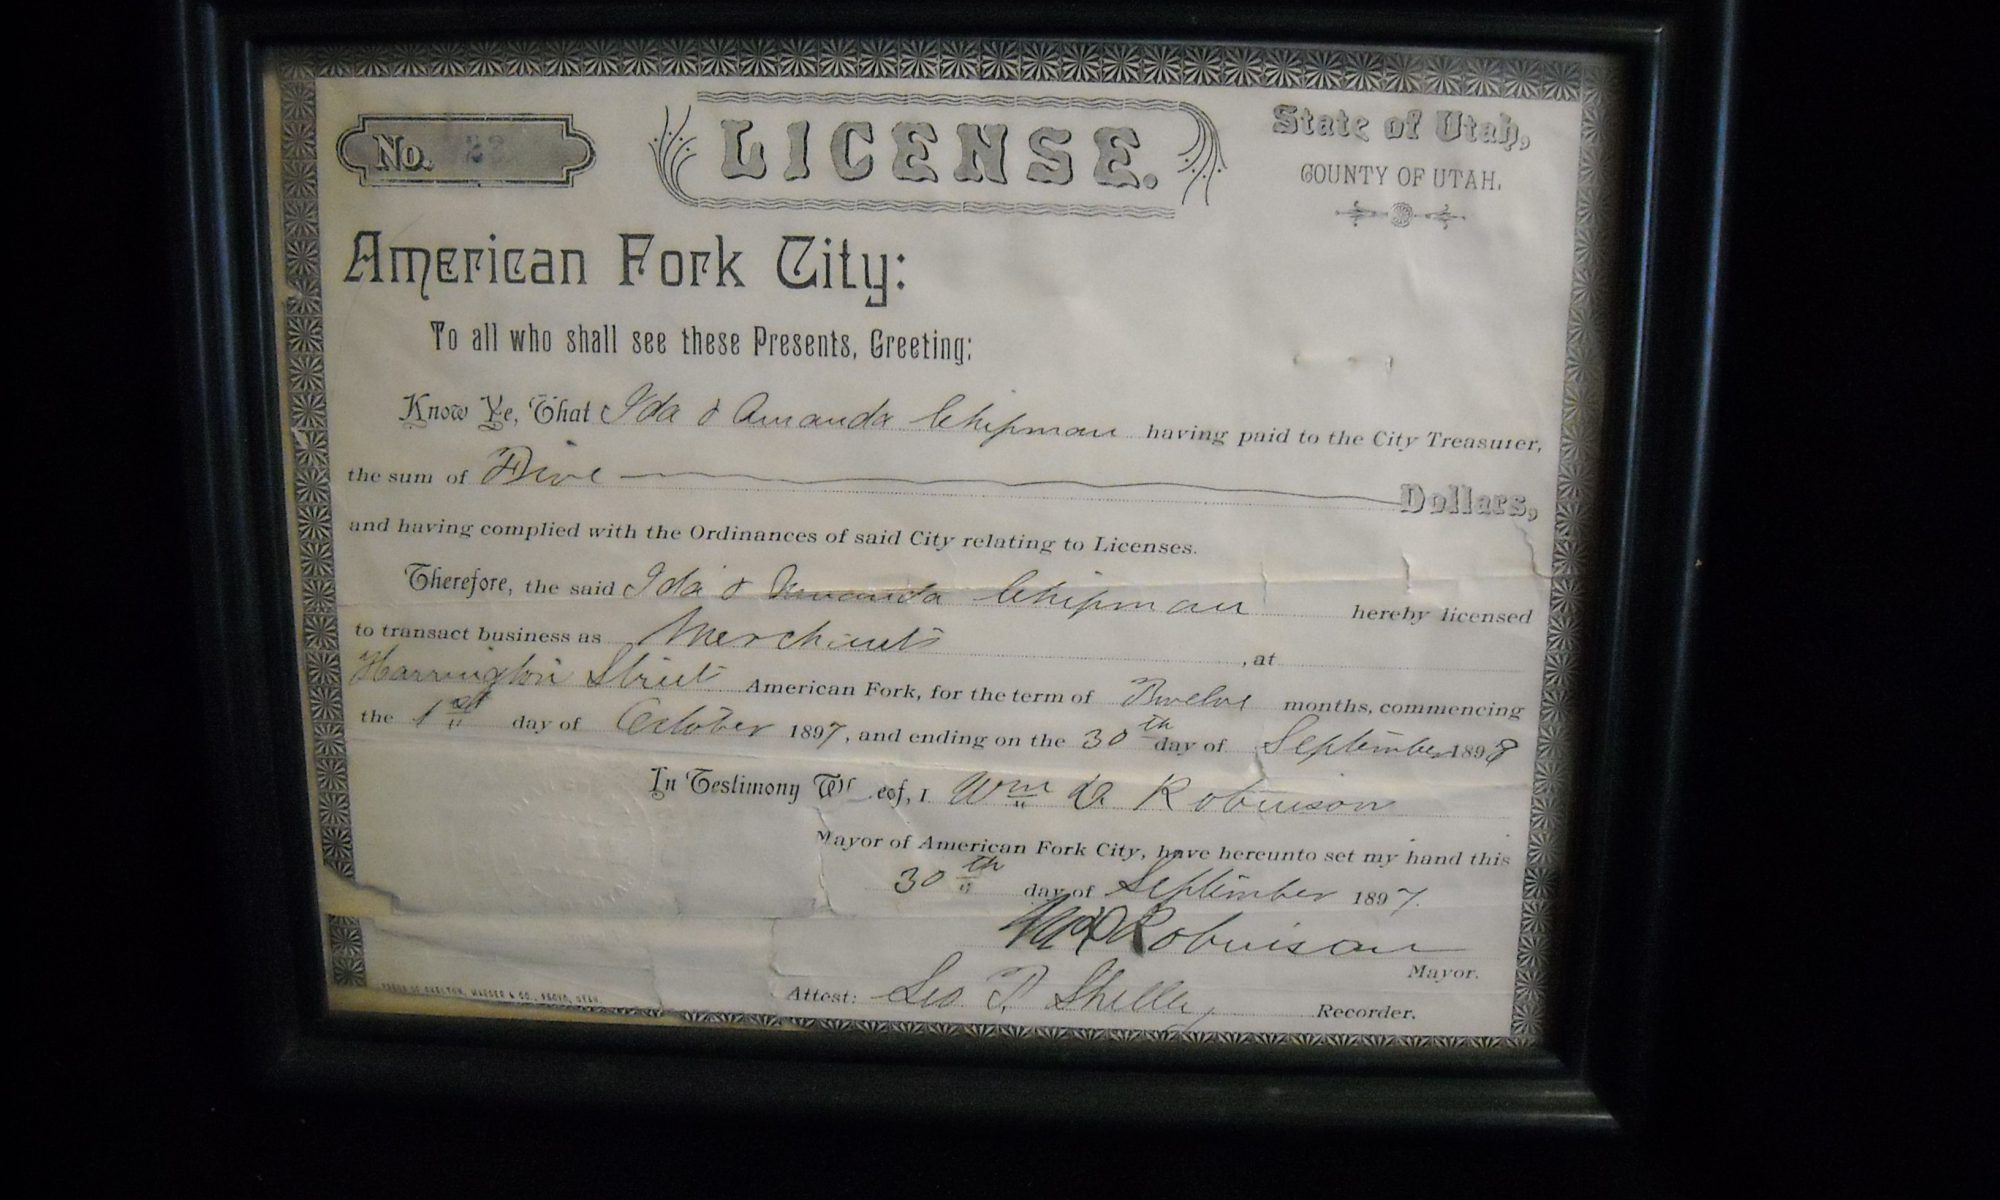 No. 
LICENSE.
State of Utah,
COUNTY OF UTAH.
American Fork City:
To all who shall see these Presents, Greeting:
Know Ye, That Ida & Amanda Chipman having paid to the City Treasurer,
the sum of Five Dollars,
and having complied with the Ordinances of said City relating to Licenses.
Therefore, the said Ida & Amanda Chipman hereby licensed
to transact business as Merchants, at
Harrington Street American Fork, for the term of Twelve months, commencing
the 1st day of October 1897, and ending on the 30th day of September 1898
In Testimony I Wm D Robinson
Mayor of American Fork City, have hereunto set my hand this
30th day of September 1897.
Wm D Robinson
Mayor.
Attest: Geo. T. Shelley
Recorder.
& CO., PROVO, UTAH.